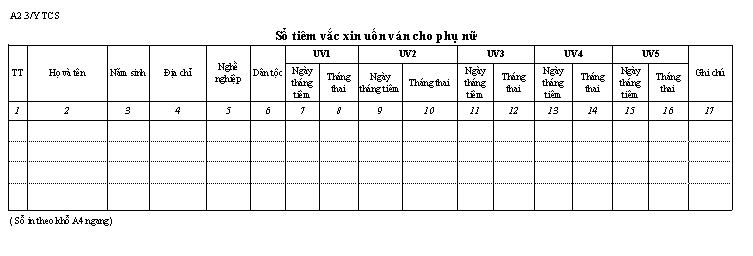 A2.3/YTCS
Sổ tiêm vắc xin uốn ván cho phụ nữ
TT Họ và tên Năm sinh Địa chỉ Nghề nghiệp Dân tộc UV1 UV2 UV3 UV4 UV5 Ghi chú
Ngày tháng tiêm Tháng thai Ngày tháng tiêm Tháng thai Ngày tháng tiêm Tháng thai Ngày tháng tiêm Tháng thai Ngày tháng tiêm Tháng thai
1 2 3 4 5 6 7 8 9 10 11 12 13 14 15 16 17
( Sổ in theo khổ A4 ngang)